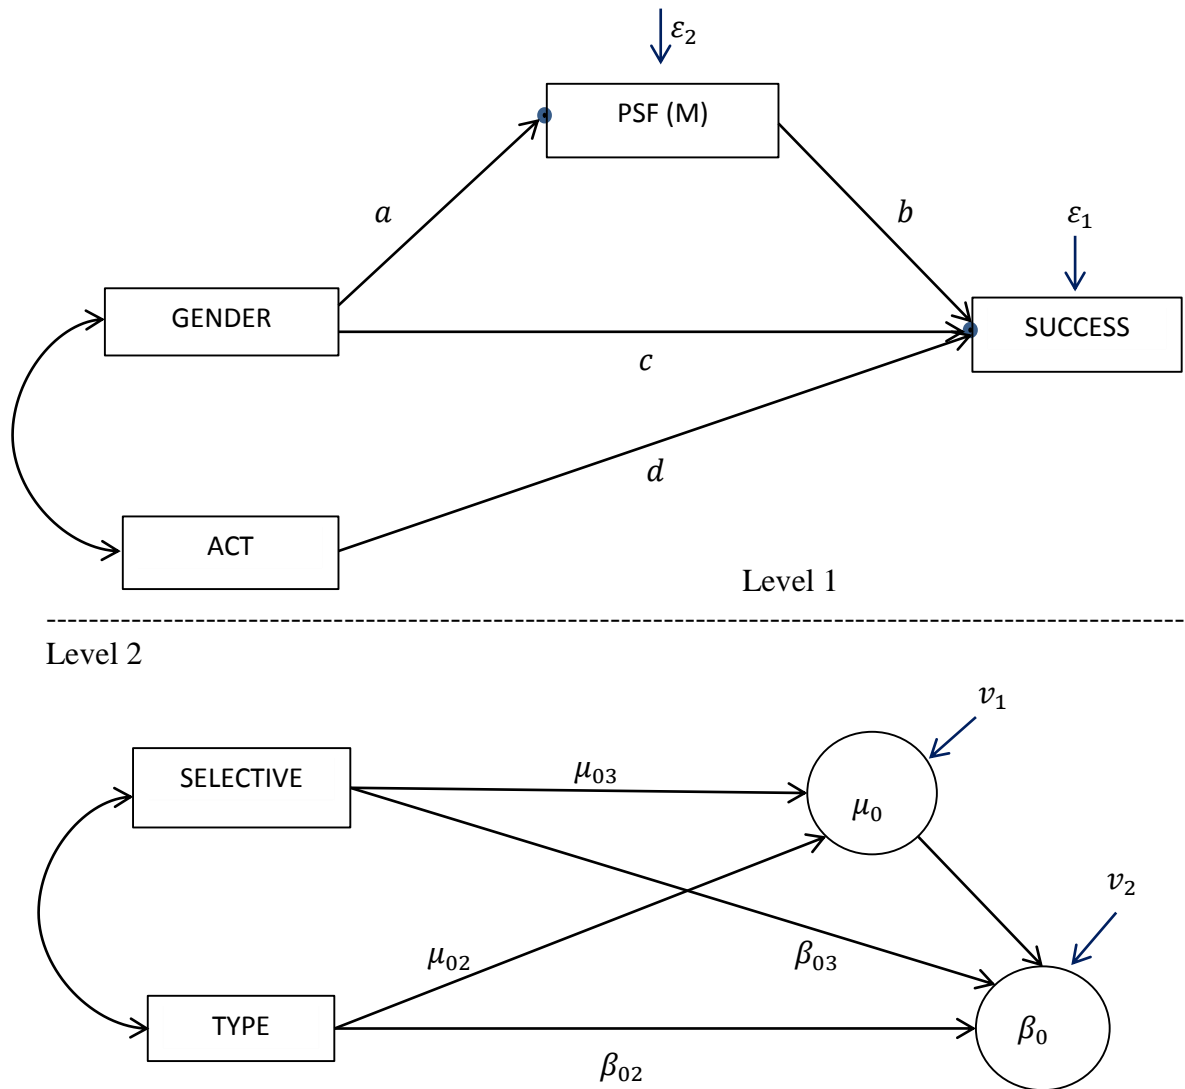 ε₂
PSF (M)
a
b
ε₁
GENDER
SUCCESS
c
d
ACT
Level 1
Level 2
v₁
SELECTIVE
μ₀₃
μ₀
v₂
μ₀₂
β₀₃
TYPE
β₀
β₀₂